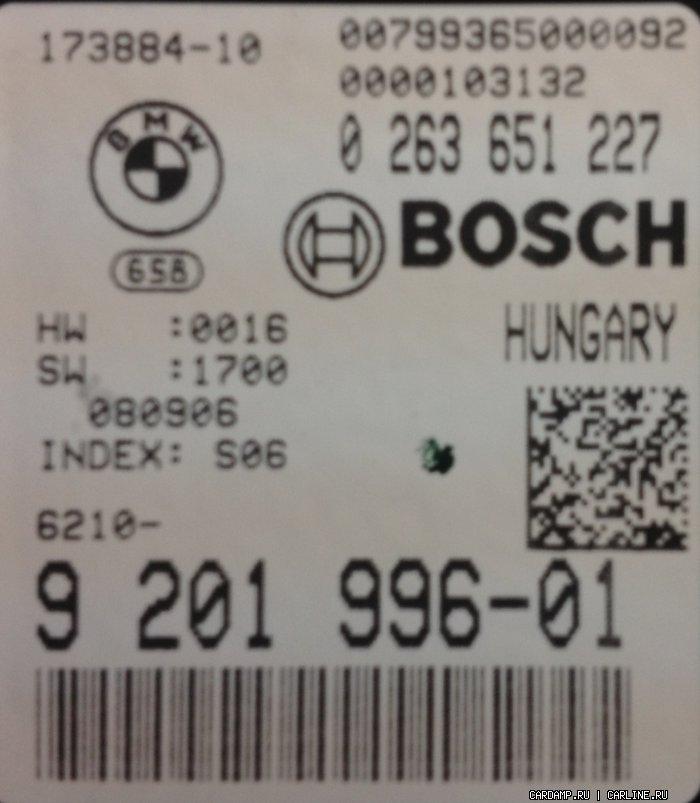 173884-10
00799365000092
0000103132
BMW
0 263 651 227
BOSCH
658
HUNGARY
HW :0016
SW :1700
080906
INDEX: S06
6210-
9 201 996-01
CARDAMP.RU | CARLINE.RU